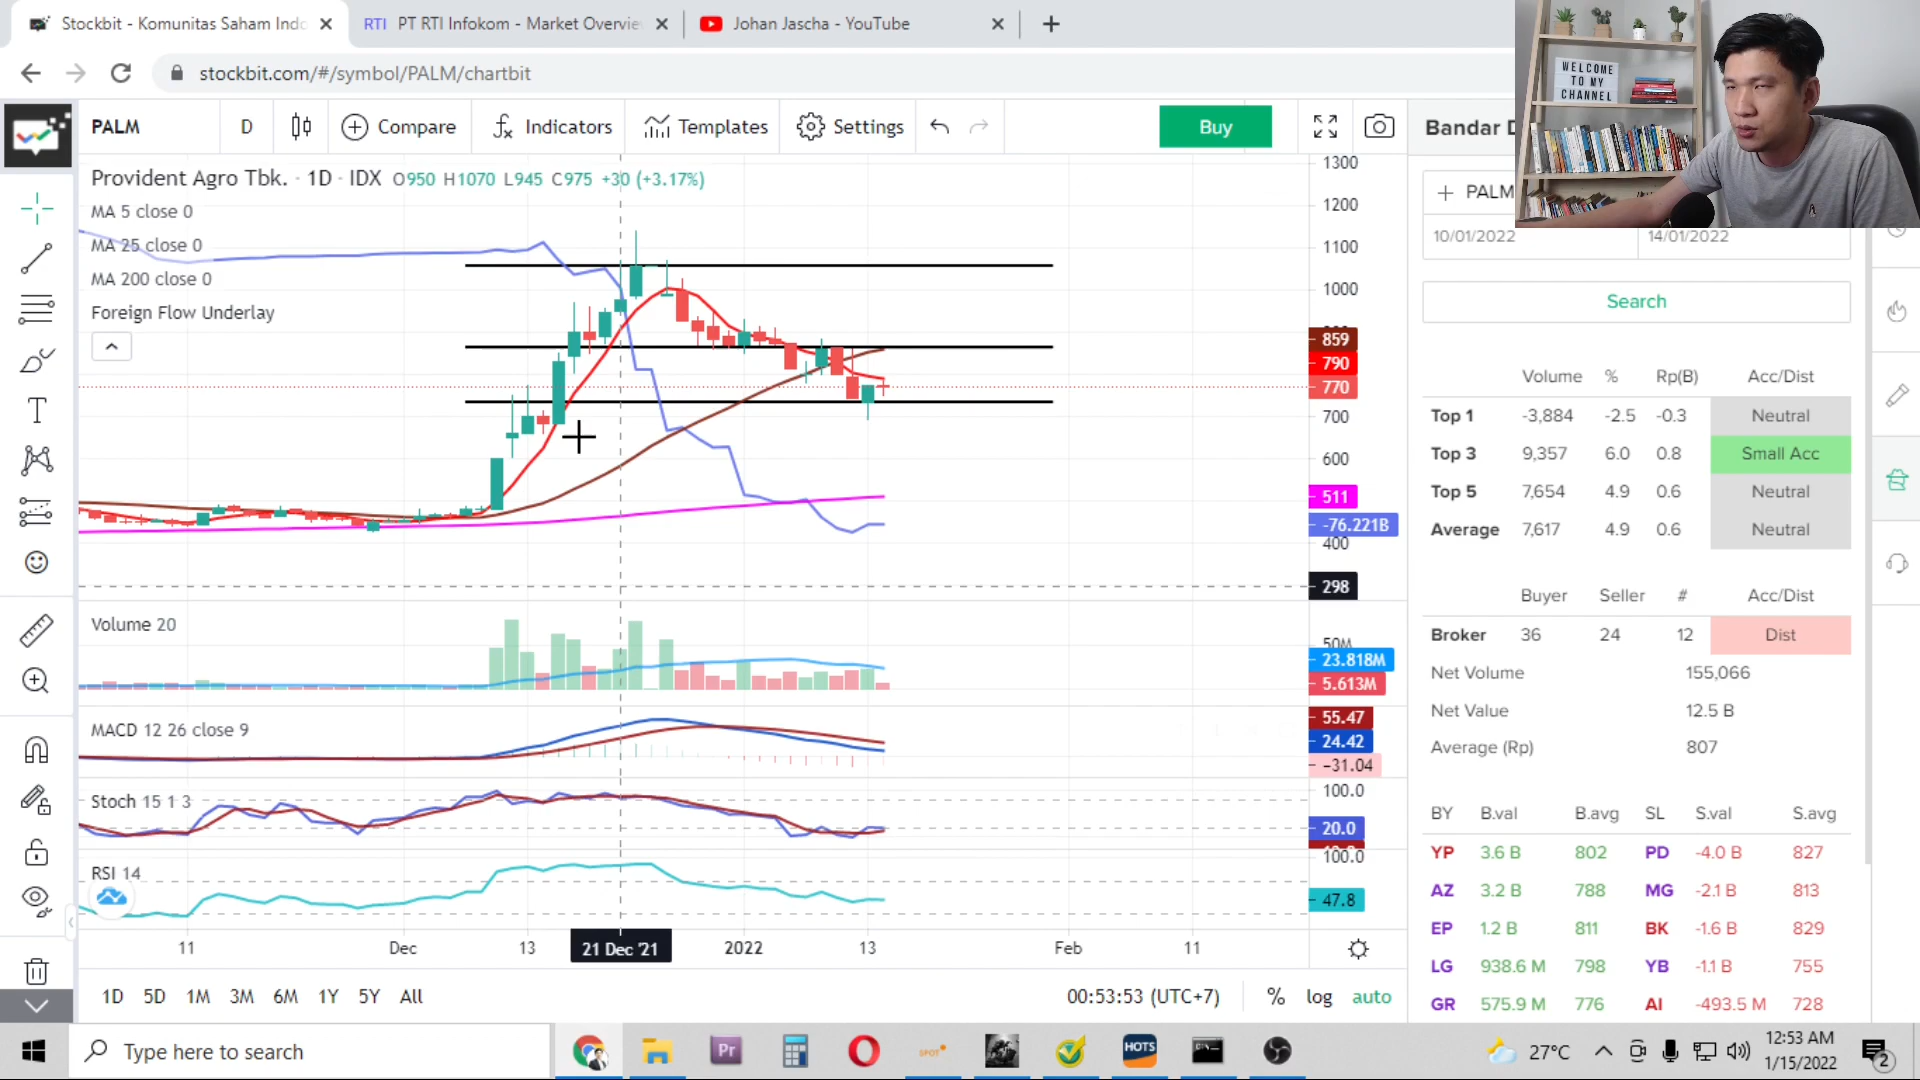 Stockbit - Komunitas Saham Indo
RTI PT RTI Infokom - Market Overvie
Johan Jascha - YouTube
stockbit.com/#/symbol/PALM/chartbit
WELCOME
TO MY
CHANNEL
PALM
D
Compare
Indicators
Templates
Settings
Buy
Bandar D
Provident Agro Tbk. · 1D · IDX O950 H1070 L945 C975 +30 (+3.17%)
MA 5 close 0
MA 25 close 0
MA 200 close 0
Foreign Flow Underlay
1300
1200
1100
1000
859
790
770
700
600
511
-76.221B
400
298
Volume 20
50M
23.818M
5.613M
MACD 12 26 close 9
55.47
24.42
-31.04
Stoch 15 1 3
100.0
20.0
RSI 14
100.0
47.8
11 Dec 13 21 Dec '21 2022 13 Feb 11
1D 5D 1M 3M 6M 1Y 5Y All
00:53:53 (UTC+7) % log auto
+ PALM
10/01/2022 14/01/2022
Search
Volume % Rp(B) Acc/Dist
Top 1 -3,884 -2.5 -0.3 Neutral
Top 3 9,357 6.0 0.8 Small Acc
Top 5 7,654 4.9 0.6 Neutral
Average 7,617 4.9 0.6 Neutral
Buyer Seller # Acc/Dist
Broker 36 24 12 Dist
Net Volume 155,066
Net Value 12.5 B
Average (Rp) 807
BY B.val B.avg SL S.val S.avg
YP 3.6 B 802 PD -4.0 B 827
AZ 3.2 B 788 MG -2.1 B 813
EP 1.2 B 811 BK -1.6 B 829
LG 938.6 M 798 YB -1.1 B 755
GR 575.9 M 776 AI -493.5 M 728
Type here to search
Pr
SPOT
HOTS
27°C
12:53 AM
1/15/2022
2